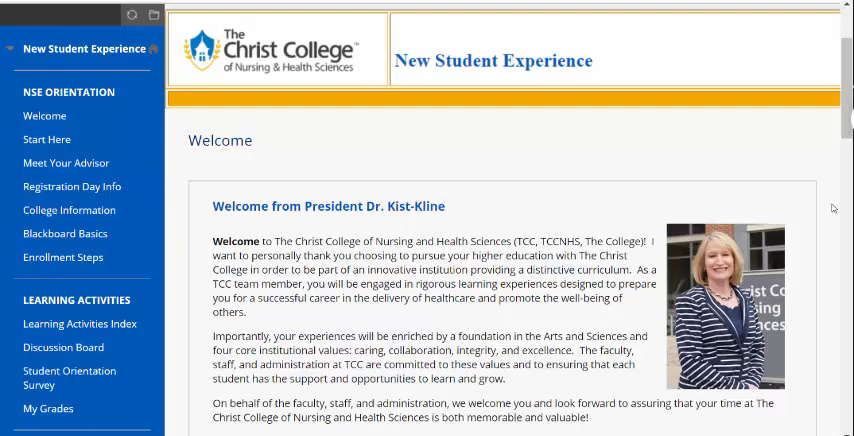 New Student Experience
NSE ORIENTATION
Welcome
Start Here
Meet Your Advisor
Registration Day Info
College Information
Blackboard Basics
Enrollment Steps
LEARNING ACTIVITIES
Learning Activities Index
Discussion Board
Student Orientation
Survey
My Grades
The
Christ College™
of Nursing & Health Sciences
New Student Experience
Welcome
Welcome from President Dr. Kist-Kline
Welcome to The Christ College of Nursing and Health Sciences (TCC, TCCNHS, The College)! I
want to personally thank you choosing to pursue your higher education with The Christ
College in order to be part of an innovative institution providing a distinctive curriculum. As a
TCC team member, you will be engaged in rigorous learning experiences designed to prepare
you for a successful career in the delivery of healthcare and promote the well-being of
others.
Importantly, your experiences will be enriched by a foundation in the Arts and Sciences and
four core institutional values: caring, collaboration, integrity, and excellence. The faculty,
staff, and administration at TCC are committed to these values and to ensuring that each
student has the support and opportunities to learn and grow.
On behalf of the faculty, staff, and administration, we welcome you and look forward to assuring that your time at The
Christ College of Nursing and Health Sciences is both memorable and valuable!
ist Co
sing
ences